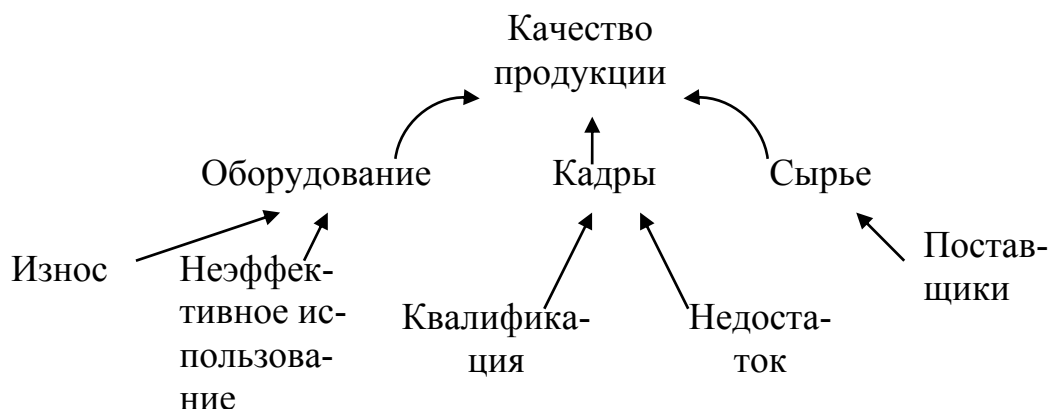 Качество
продукции
Оборудование
Кадры
Сырье
Износ
Неэффек-
тивное ис-
пользова-
ние
Квалифика-
ция
Недоста-
ток
Постав-
щики